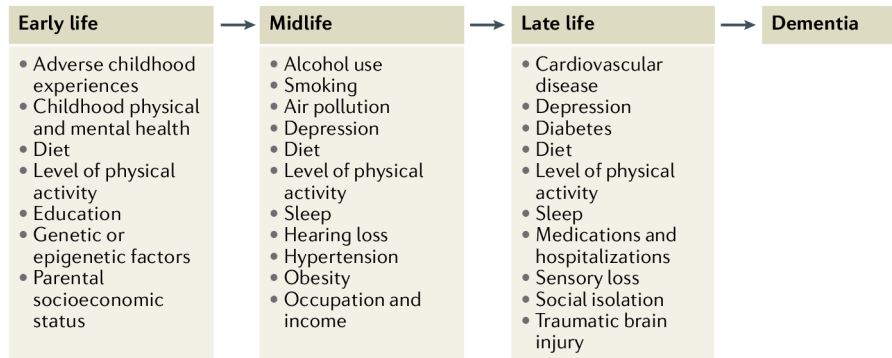 Early life
• Adverse childhood
experiences
• Childhood physical
and mental health
• Diet
• Level of physical
activity
• Education
• Genetic or
epigenetic factors
• Parental
socioeconomic
status
Midlife
• Alcohol use
• Smoking
• Air pollution
• Depression
• Diet
• Level of physical
activity
• Sleep
• Hearing loss
• Hypertension
• Obesity
• Occupation and
income
Late life
• Cardiovascular
disease
• Depression
• Diabetes
• Diet
• Level of physical
activity
• Sleep
• Medications and
hospitalizations
• Sensory loss
• Social isolation
• Traumatic brain
injury
Dementia